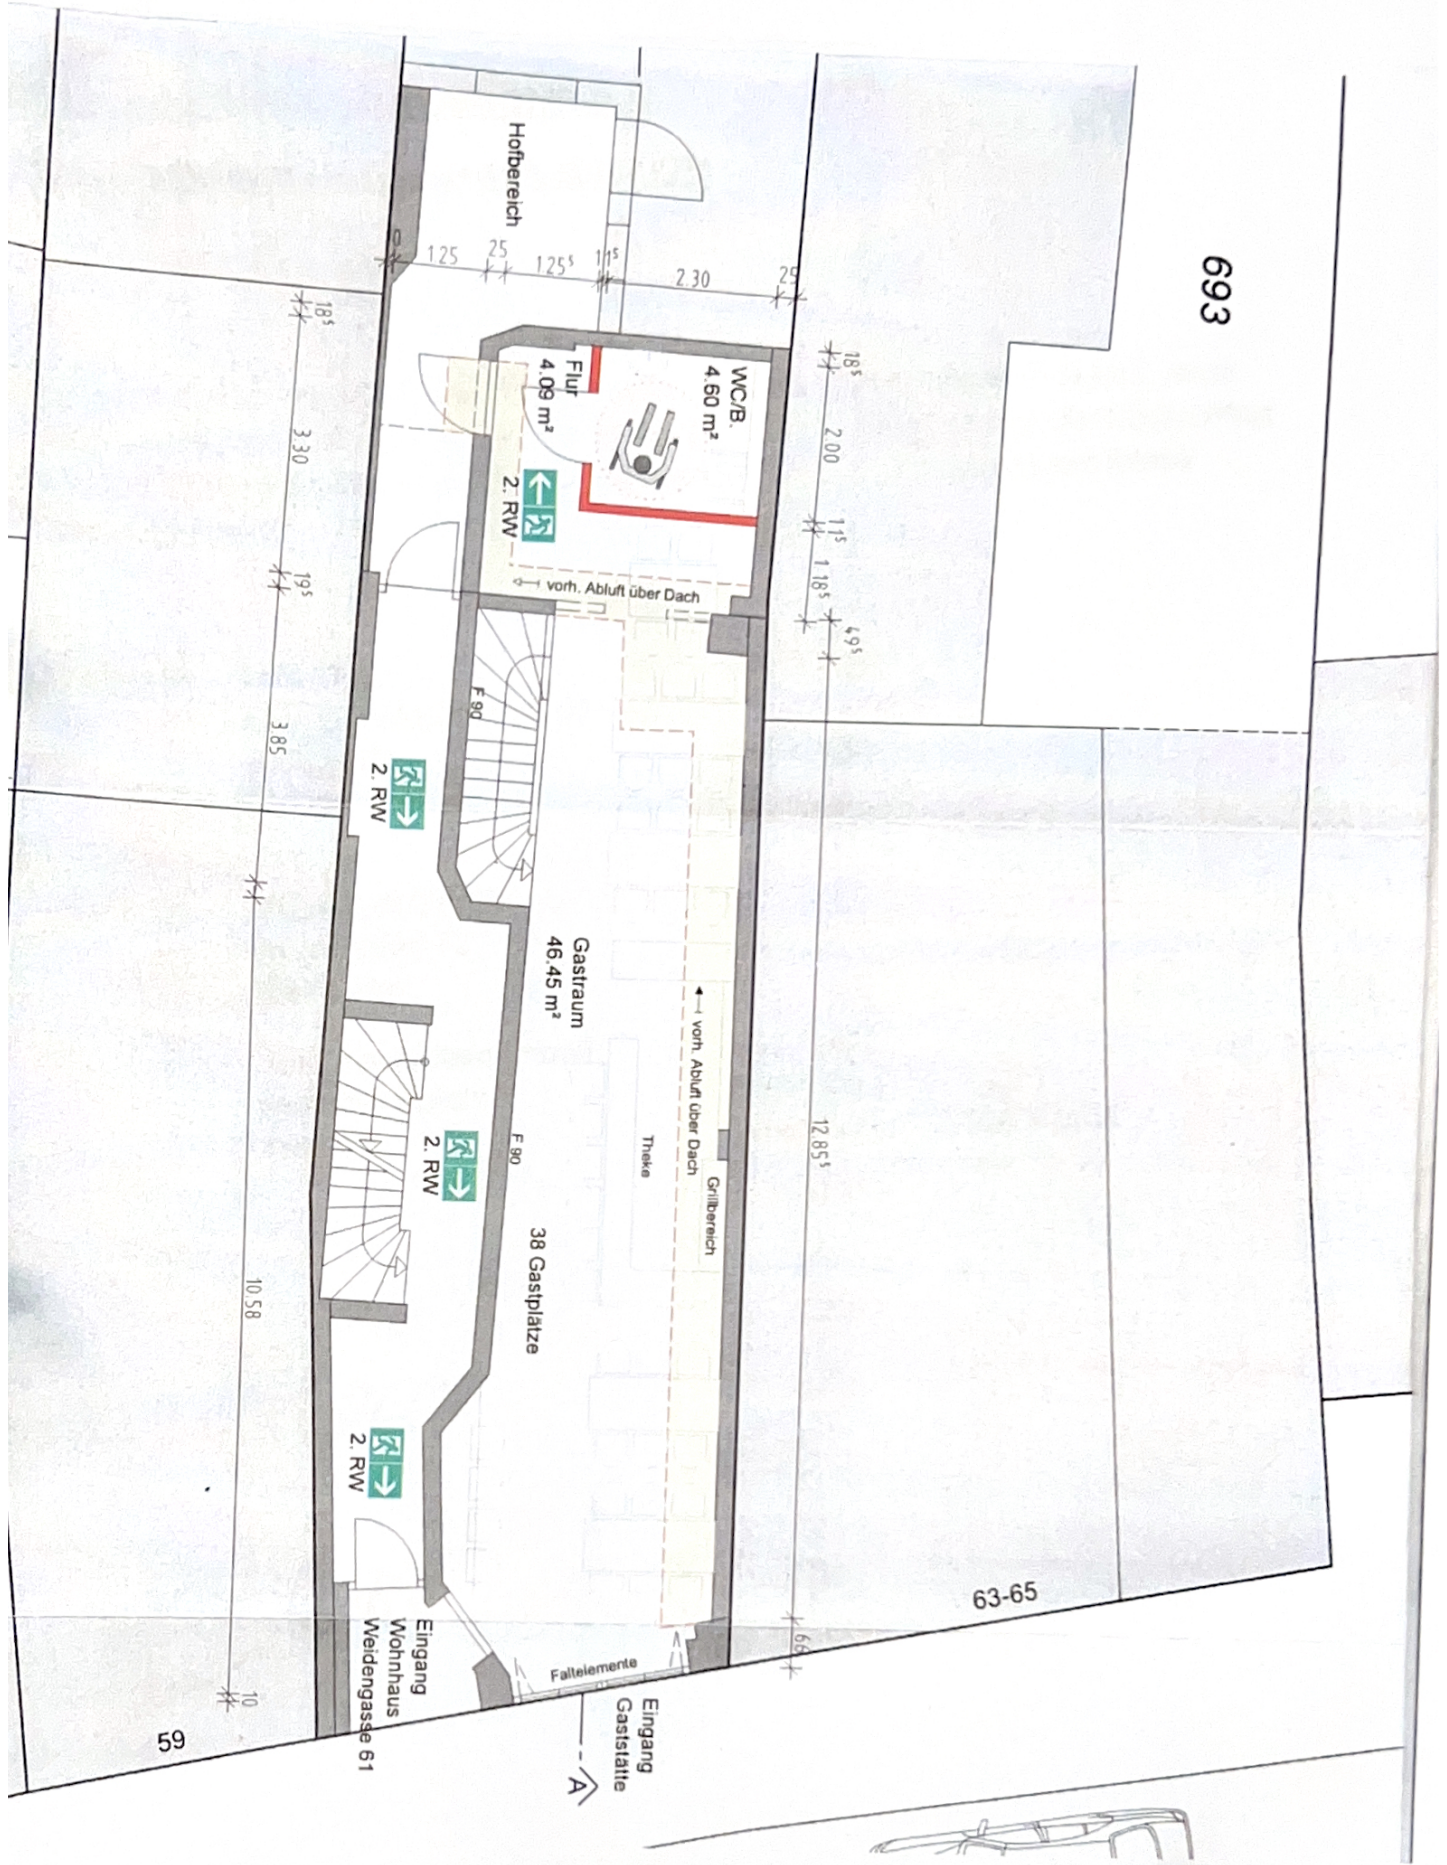 693
Hofbereich
1.25
25
1.25⁵
11⁵
2.30
25
18⁵
3.30
19⁵
3.85
10.58
10
18⁵
2.00
11⁵
1.18⁵
49⁵
12.85⁵
66
WC/B.
4.60 m²
Flur
4.09 m²
2. RW
vorh. Abluft über Dach
F 90
2. RW
Gastraum
46.45 m²
vorh. Abluft über Dach
Grillbereich
Theke
F 90
2. RW
38 Gastplätze
2. RW
Faltelemente
Eingang
Wohnhaus
Weidengasse 61
Eingang
Gaststätte
A
59
63-65